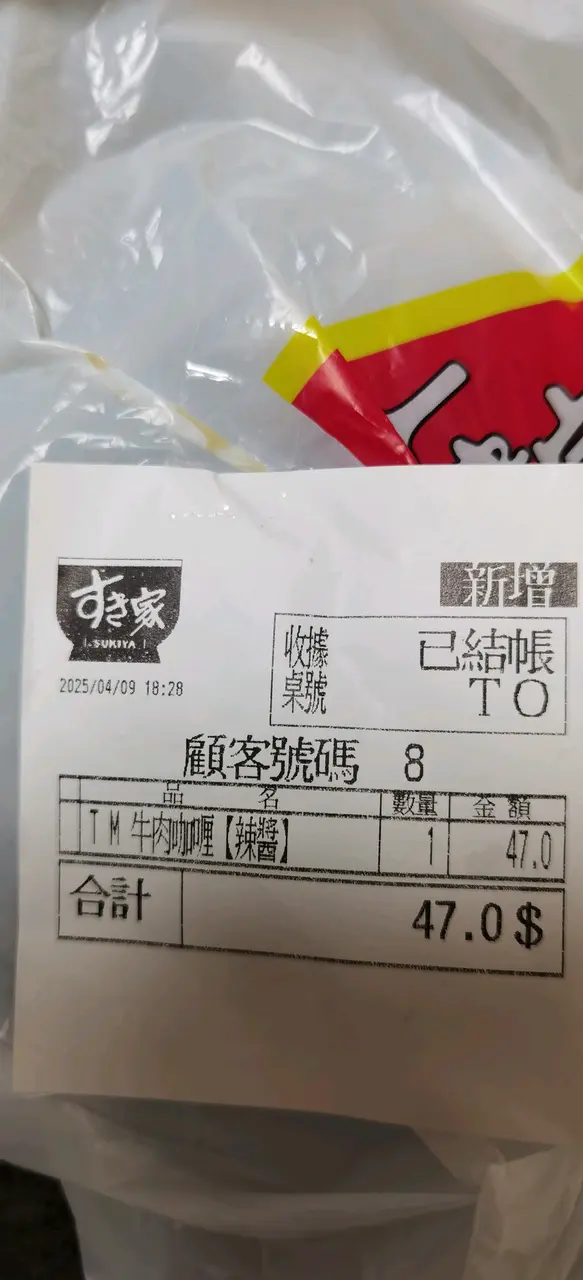 すき家
SUKIYA
新增
2025/04/09 18:28
收據 已結帳
桌號 TO
顧客號碼 8
品名 數量 金額
TM 牛肉咖喱【辣醬】 1 47.0
合計 47.0$